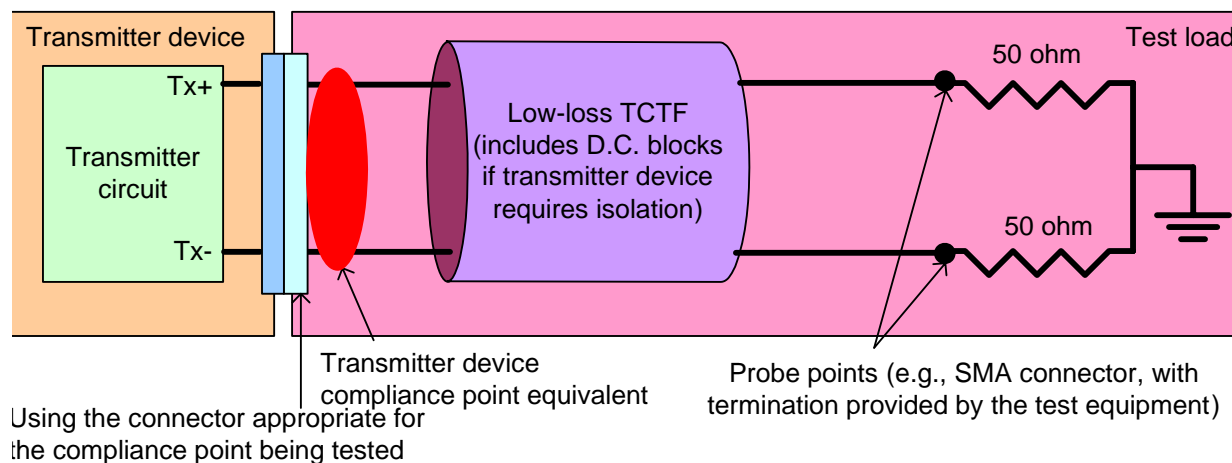 Transmitter device
Test load
50 ohm
Tx+
Low-loss TCTF
(includes D.C. blocks
if transmitter device
requires isolation)
Transmitter
circuit
50 ohm
Tx-
Transmitter device
compliance point equivalent
Probe points (e.g., SMA connector, with
termination provided by the test equipment)
Using the connector appropriate for
the compliance point being tested